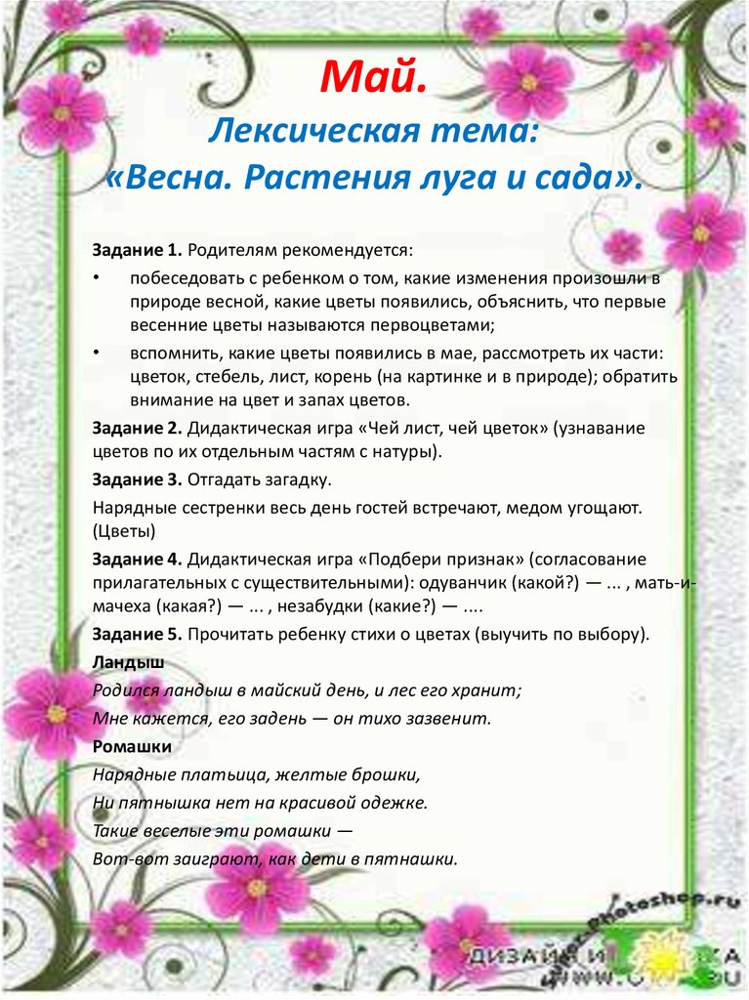 Май.
Лексическая тема:
«Весна. Растения луга и сада».
Задание 1. Родителям рекомендуется:
• побеседовать с ребенком о том, какие изменения произошли в
природе весной, какие цветы появились, объяснить, что первые
весенние цветы называются первоцветами;
• вспомнить, какие цветы появились в мае, рассмотреть их части:
цветок, стебель, лист, корень (на картинке и в природе); обратить
внимание на цвет и запах цветов.
Задание 2. Дидактическая игра «Чей лист, чей цветок» (узнавание
цветов по их отдельным частям с натуры).
Задание 3. Отгадать загадку.
Нарядные сестренки весь день гостей встречают, медом угощают.
(Цветы)
Задание 4. Дидактическая игра «Подбери признак» (согласование
прилагательных с существительными): одуванчик (какой?) — ... , мать-и-
мачеха (какая?) — ... , незабудки (какие?) — ....
Задание 5. Прочитать ребенку стихи о цветах (выучить по выбору).
Ландыш
Родился ландыш в майский день, и лес его хранит;
Мне кажется, его задень — он тихо зазвенит.
Ромашки
Нарядные платьица, желтые брошки,
Ни пятнышка нет на красивой одежке.
Такие веселые эти ромашки —
Вот-вот заиграют, как дети в пятнашки.
Photoshop.ru
ДИЗАЙН И